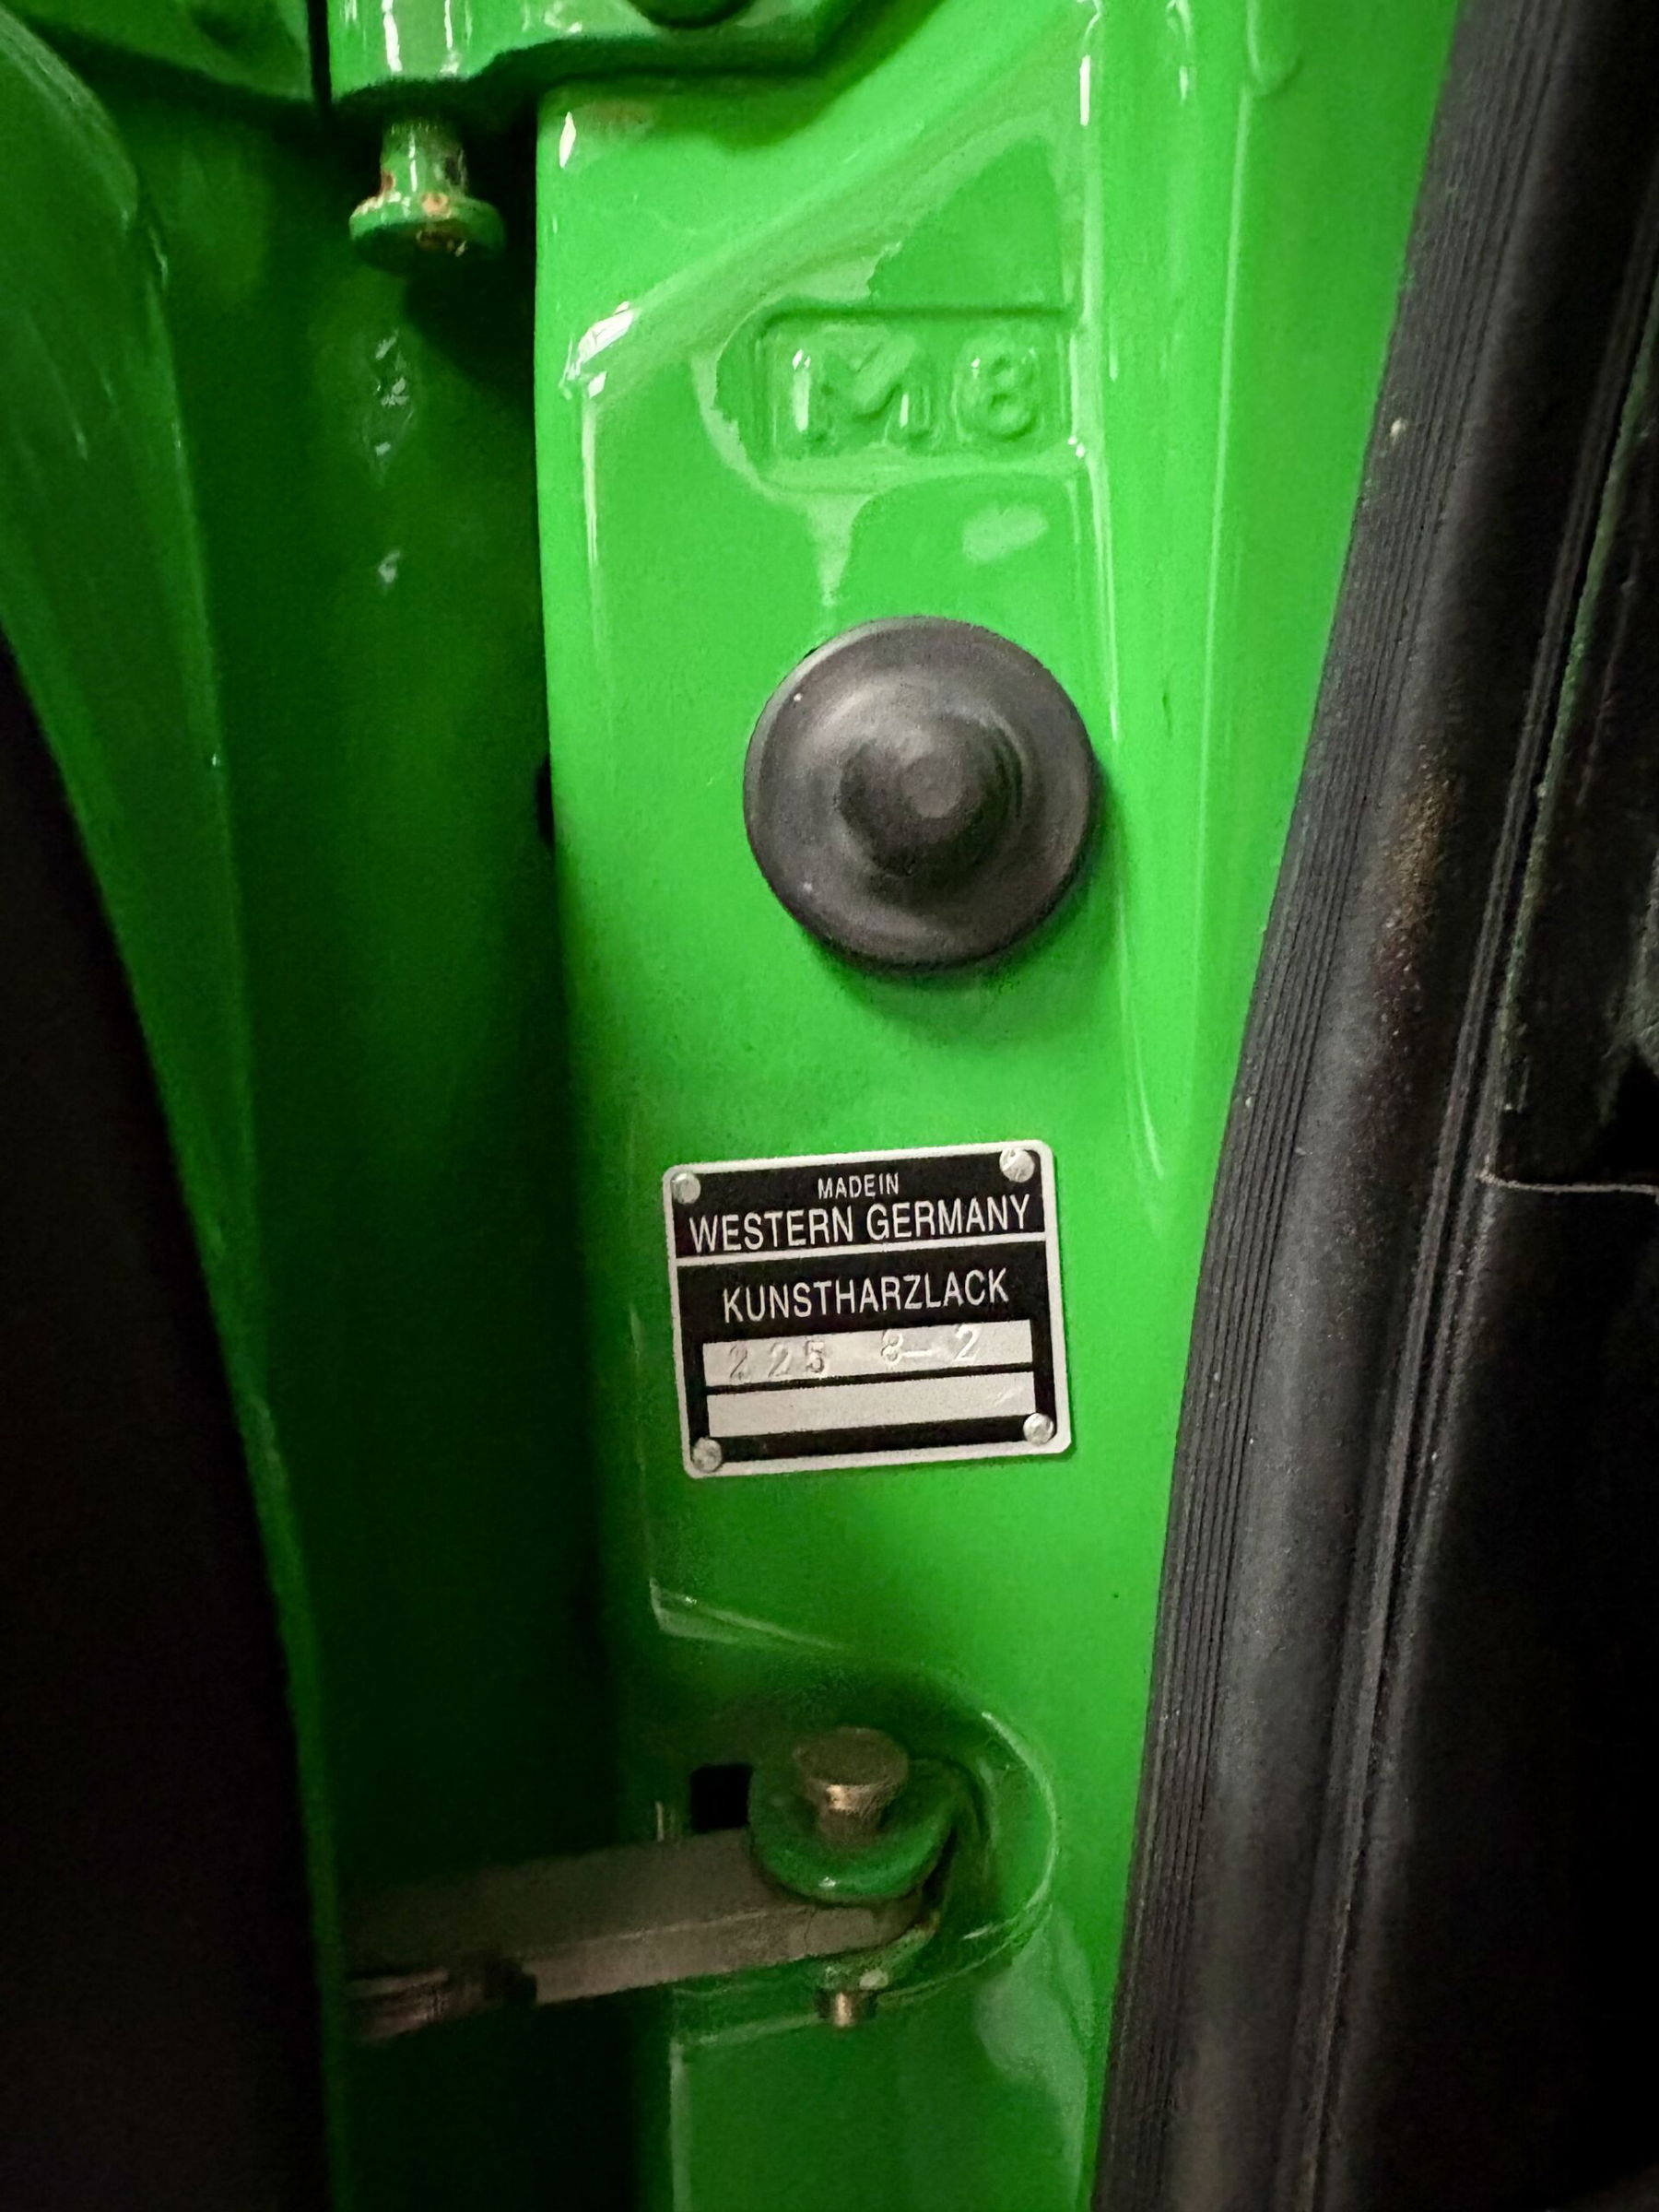 M8
MADEIN
WESTERN GERMANY
KUNSTHARZLACK
225 8-2